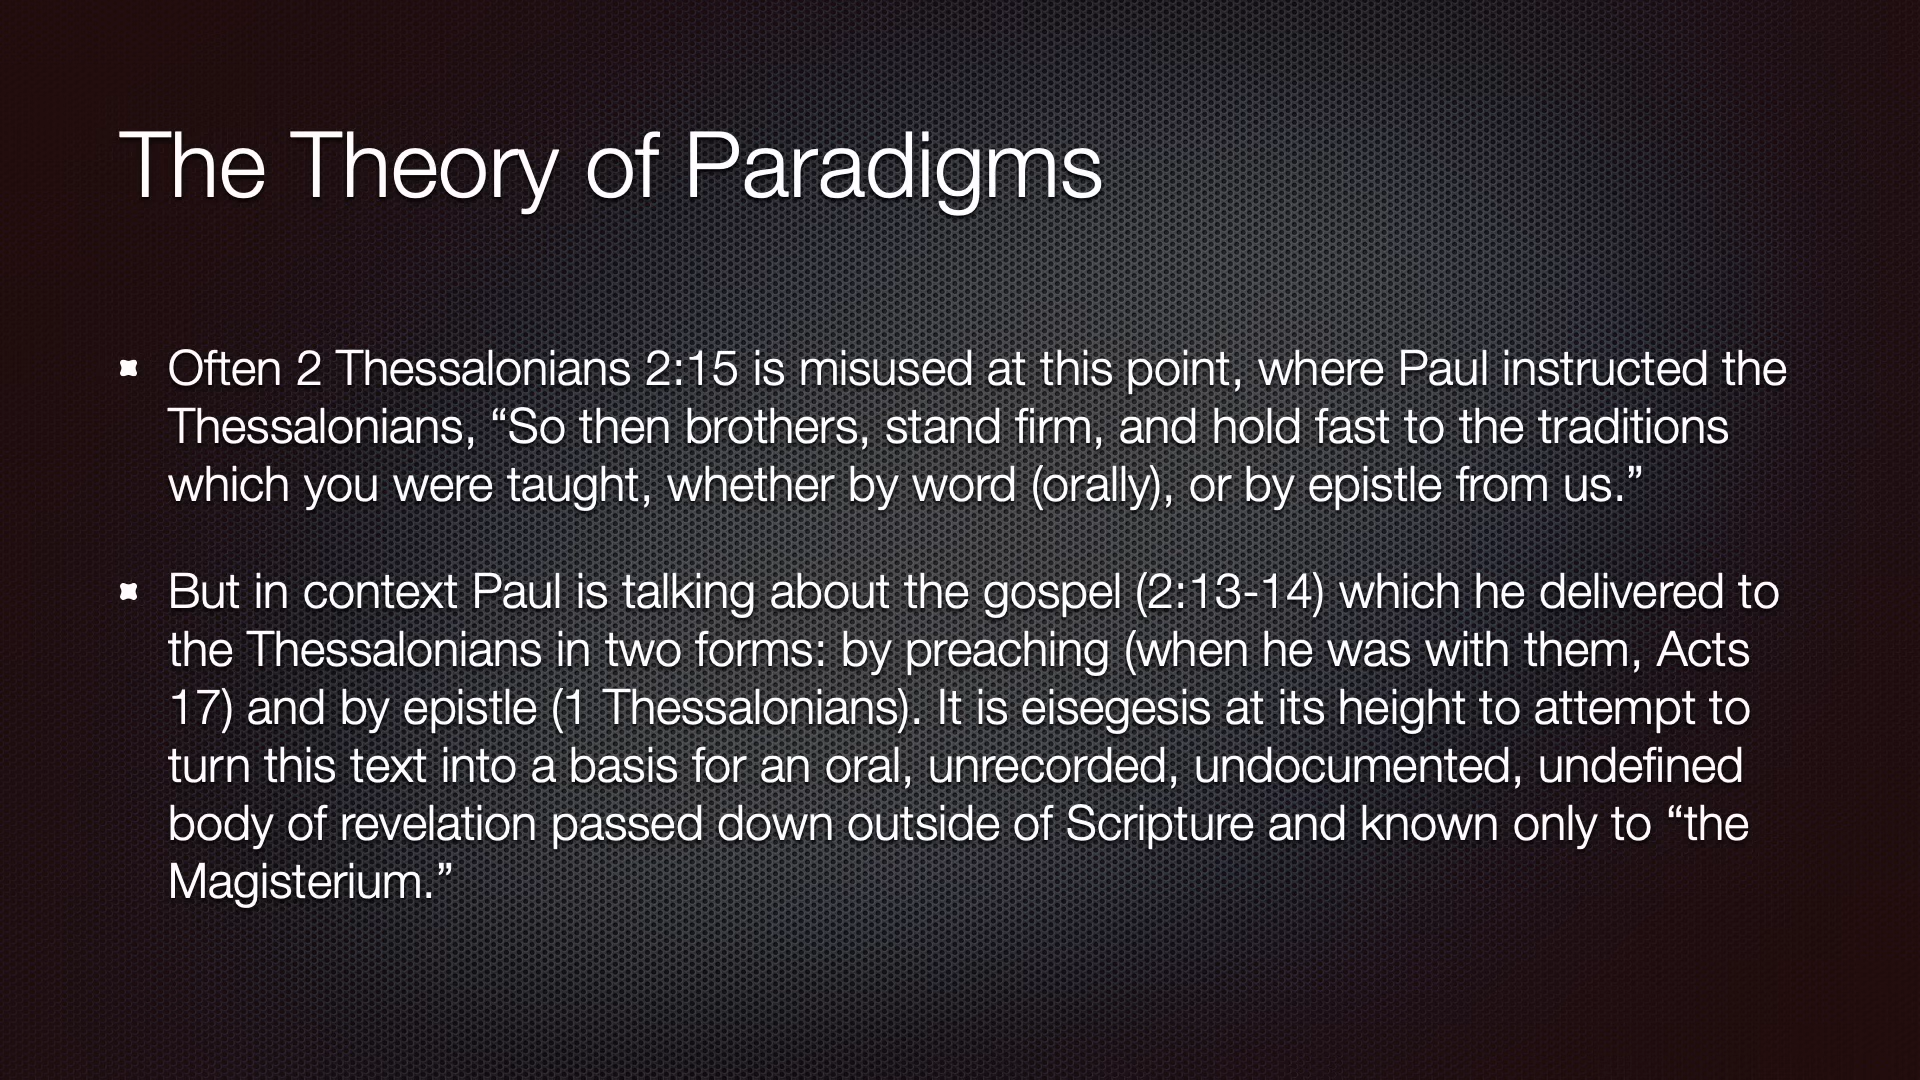 The Theory of Paradigms
Often 2 Thessalonians 2:15 is misused at this point, where Paul instructed the
Thessalonians, “So then brothers, stand firm, and hold fast to the traditions
which you were taught, whether by word (orally), or by epistle from us.”
But in context Paul is talking about the gospel (2:13-14) which he delivered to
the Thessalonians in two forms: by preaching (when he was with them, Acts
17) and by epistle (1 Thessalonians). It is eisegesis at its height to attempt to
turn this text into a basis for an oral, unrecorded, undocumented, undefined
body of revelation passed down outside of Scripture and known only to “the
Magisterium.”